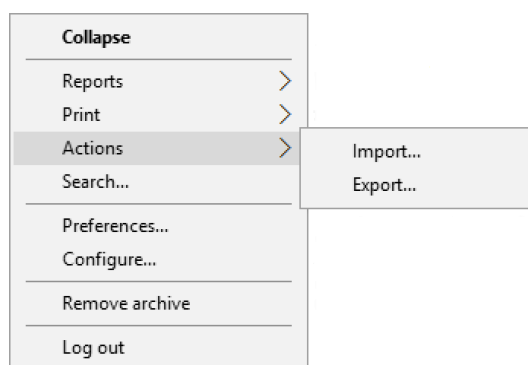 Collapse
Reports
Print
Actions
Search...
Preferences...
Configure...
Remove archive
Log out
Import...
Export...